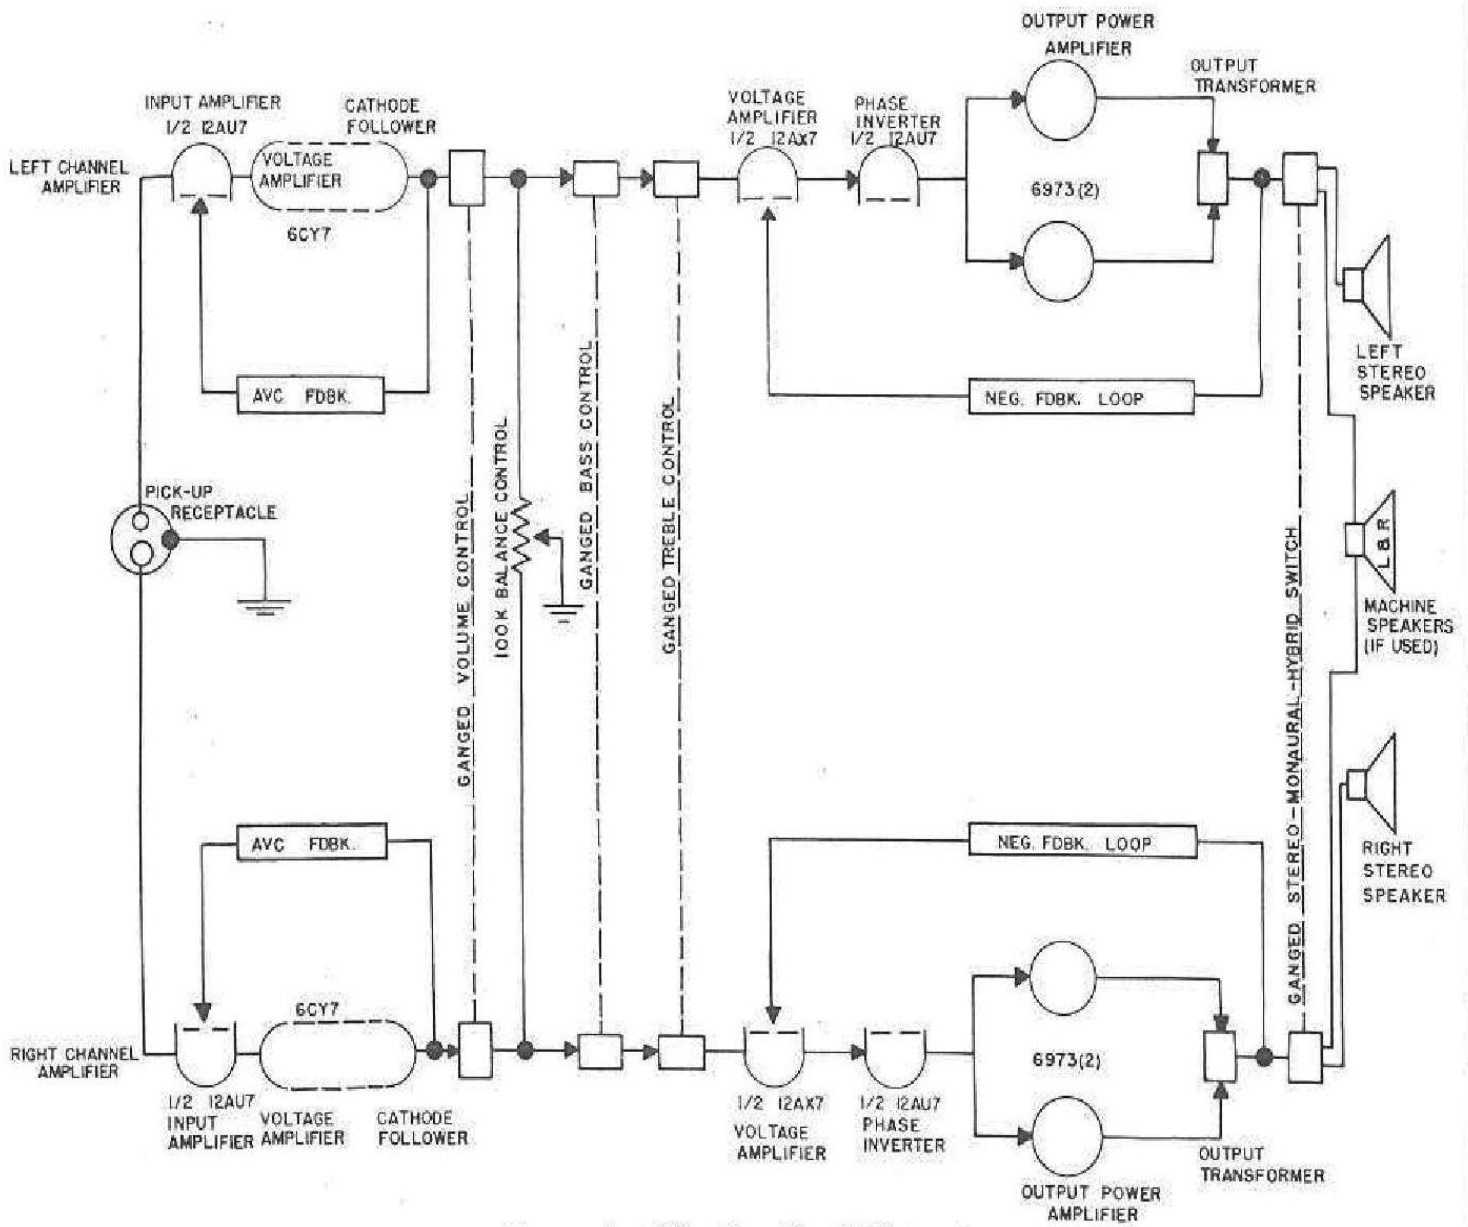 OUTPUT POWER
AMPLIFIER
OUTPUT
TRANSFORMER
INPUT AMPLIFIER
1/2 12AU7
CATHODE
FOLLOWER
VOLTAGE
AMPLIFIER
1/2 12AX7
PHASE
INVERTER
1/2 12AU7
LEFT CHANNEL
AMPLIFIER
VOLTAGE
AMPLIFIER
6CY7
6973(2)
AVC FDBK.
NEG. FDBK. LOOP
LEFT
STEREO
SPEAKER
PICK-UP
RECEPTACLE
GANGED VOLUME CONTROL
100K BALANCE CONTROL
GANGED BASS CONTROL
GANGED TREBLE CONTROL
GANGED STEREO-MONAURAL-HYBRID SWITCH
L&R
MACHINE
SPEAKERS
(IF USED)
AVC FDBK.
NEG. FDBK. LOOP
RIGHT
STEREO
SPEAKER
RIGHT CHANNEL
AMPLIFIER
6CY7
6973(2)
1/2 12AU7
INPUT
AMPLIFIER
VOLTAGE
AMPLIFIER
CATHODE
FOLLOWER
1/2 12AX7
VOLTAGE
AMPLIFIER
1/2 12AU7
PHASE
INVERTER
OUTPUT
TRANSFORMER
OUTPUT POWER
AMPLIFIER